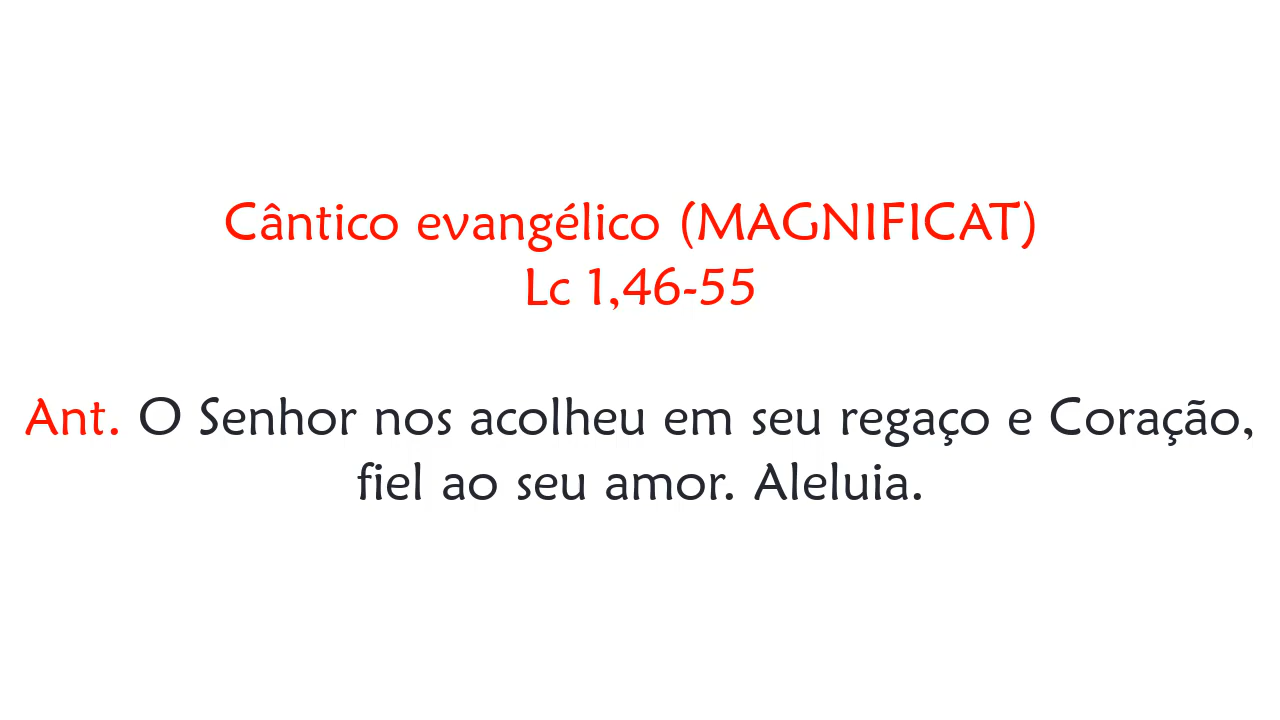 Cântico evangélico (MAGNIFICAT)
Lc 1,46-55
Ant. O Senhor nos acolheu em seu regaço e Coração,
fiel ao seu amor. Aleluia.